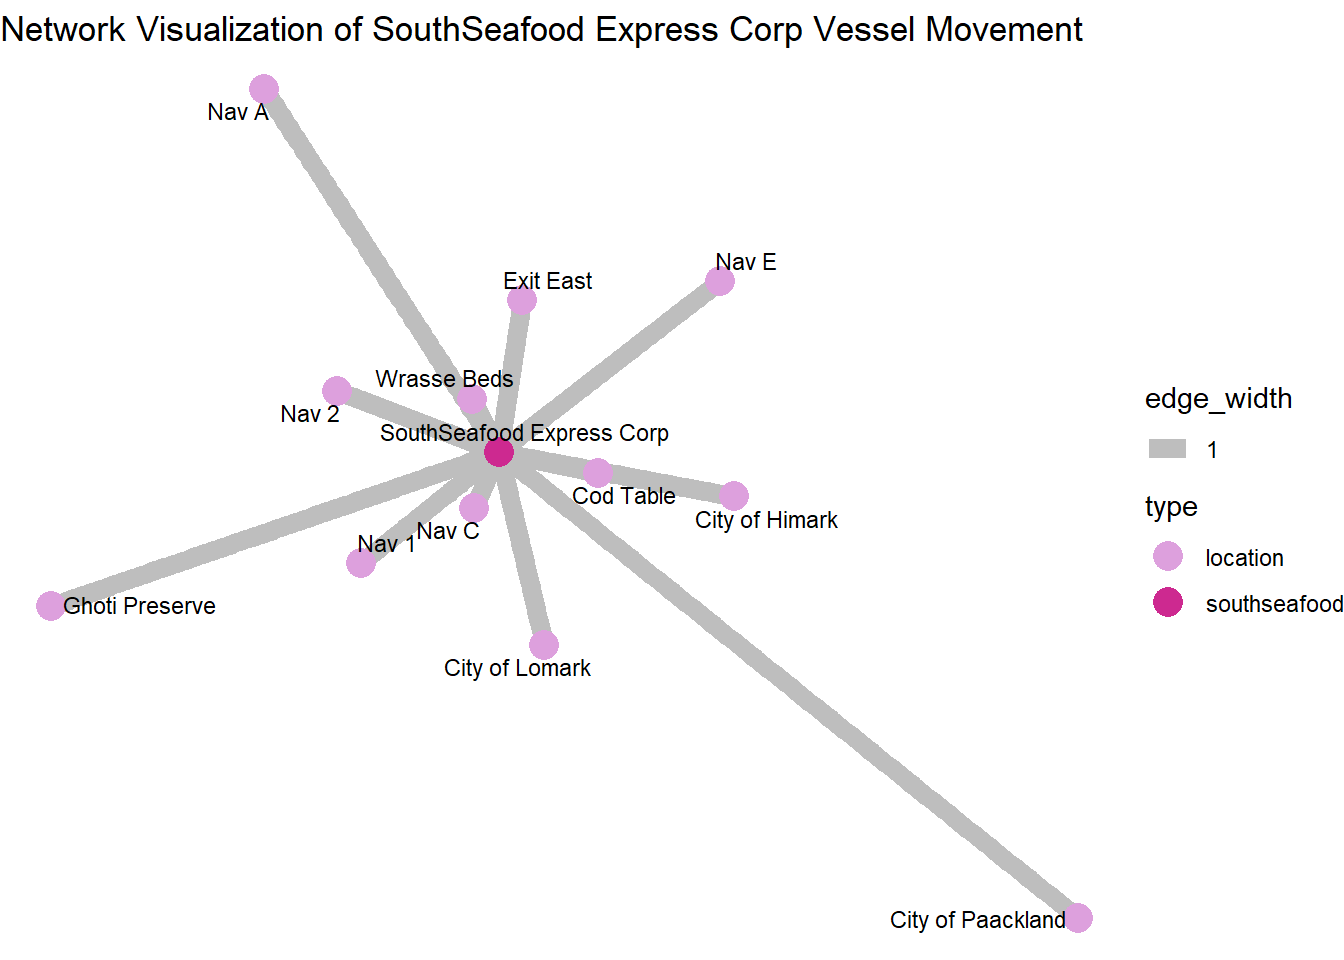 Network Visualization of SouthSeafood Express Corp Vessel Movement
Nav A
Nav E
Exit East
Wrasse Beds
Nav 2
SouthSeafood Express Corp
Cod Table
City of Himark
Nav C
Nav 1
Ghoti Preserve
City of Lomark
City of Paackland
edge_width
1
type
location
southseafood